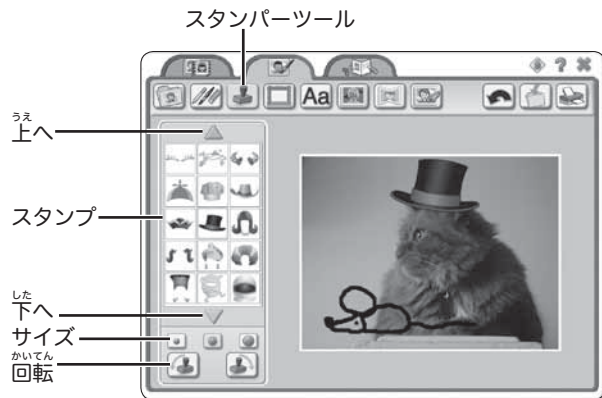 スタンパーツール
Aa
?
うえ
上へ
スタンプ
した
下へ
サイズ
かいてん
回転